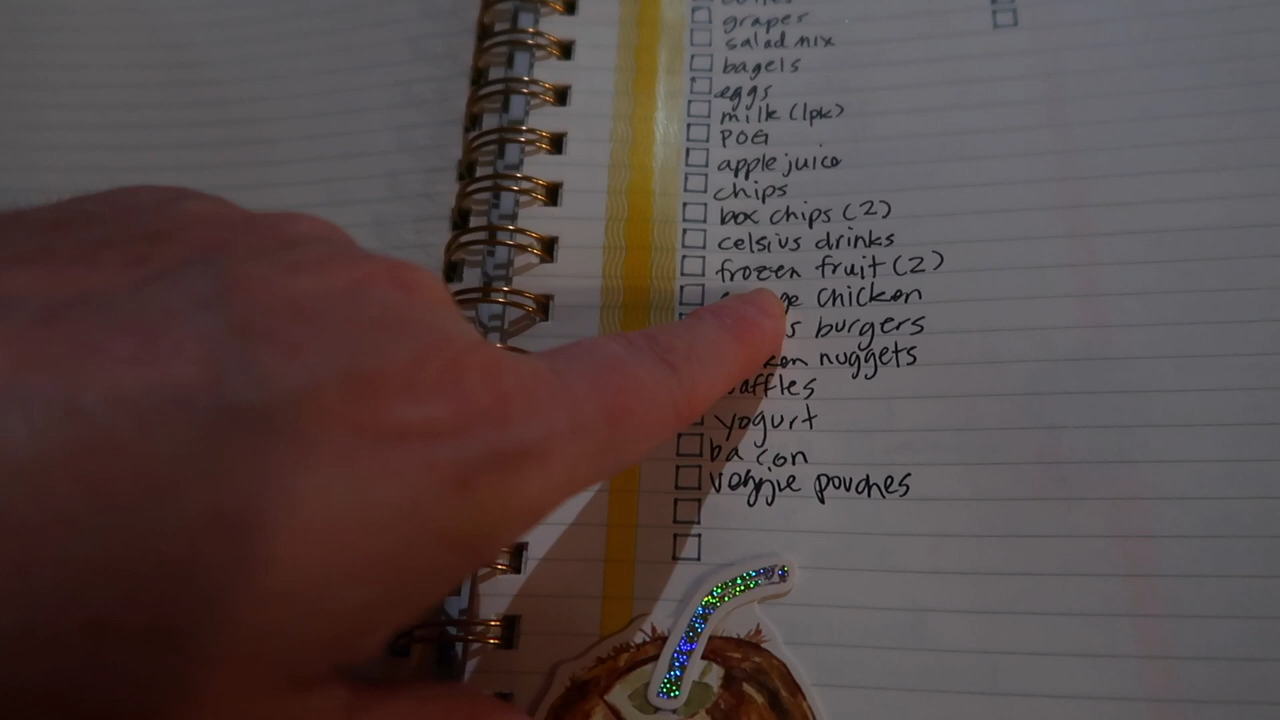 grapes
salad mix
bagels
eggs
milk (1pk)
POG
apple juice
chips
box chips (2)
celsius drinks
frozen fruit (2)
chicken
burgers
nuggets
yogurt
bacon
veggie pouches